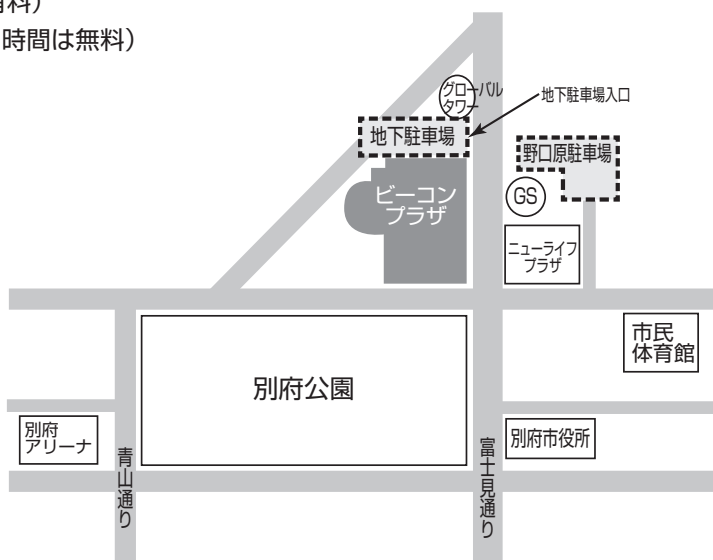 時間は無料）
グローバル
タワー
地下駐車場入口
地下駐車場
野口原駐車場
ビーコン
プラザ
GS
ニューライフ
プラザ
市民
体育館
別府公園
別府
アリーナ
別府市役所
青山通り
富士見通り